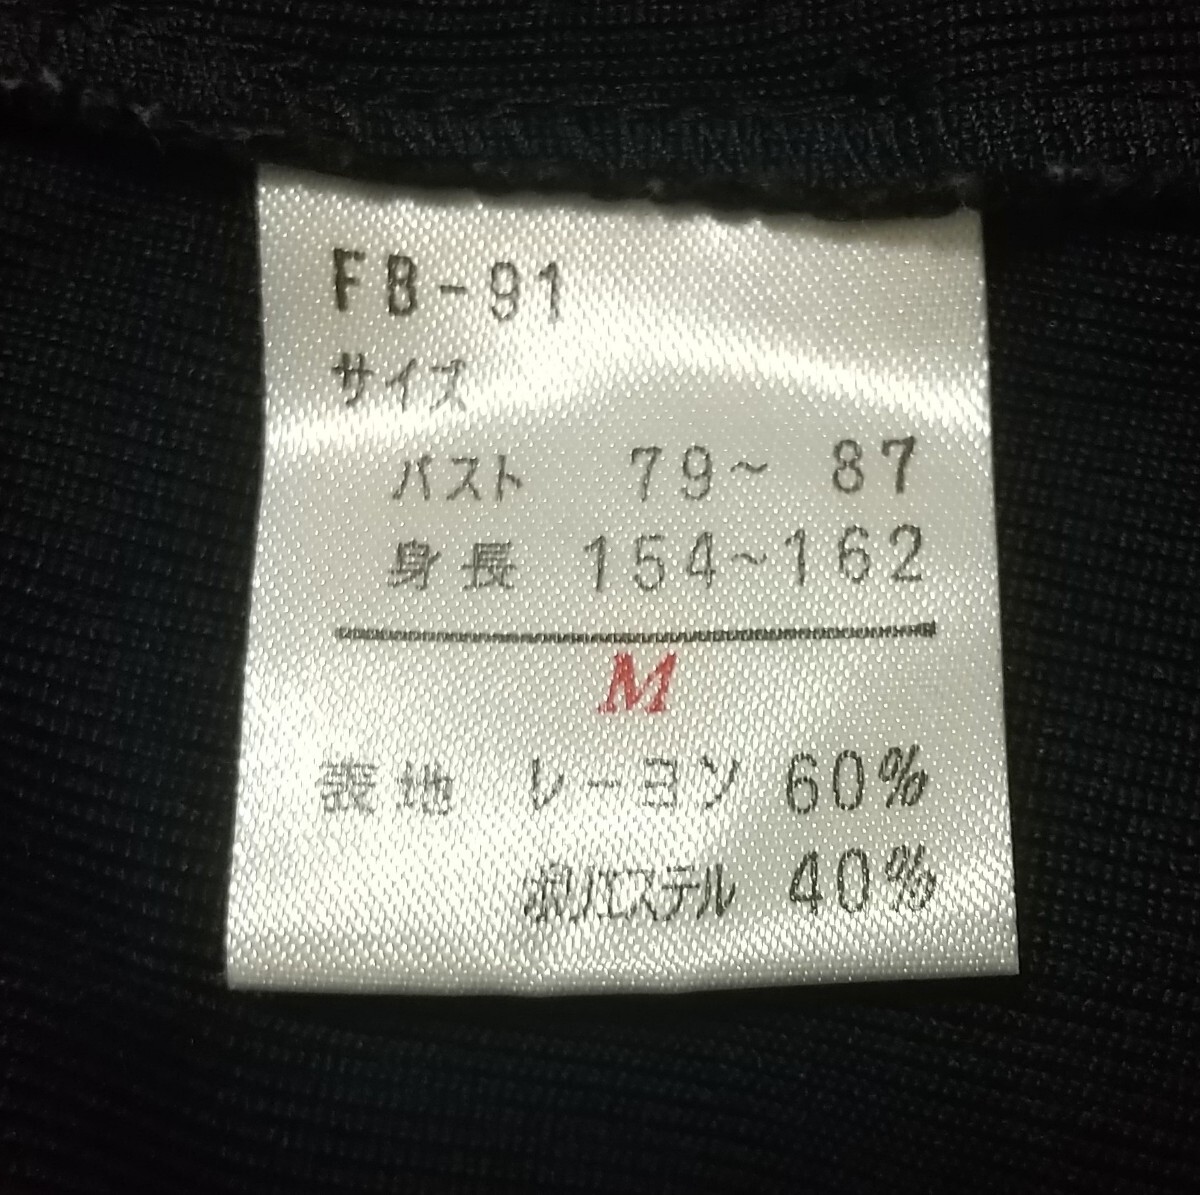 FB-91
サイズ
バスト 79~ 87
身長 154~162
M
表地 レーヨン 60%
ポリエステル 40%